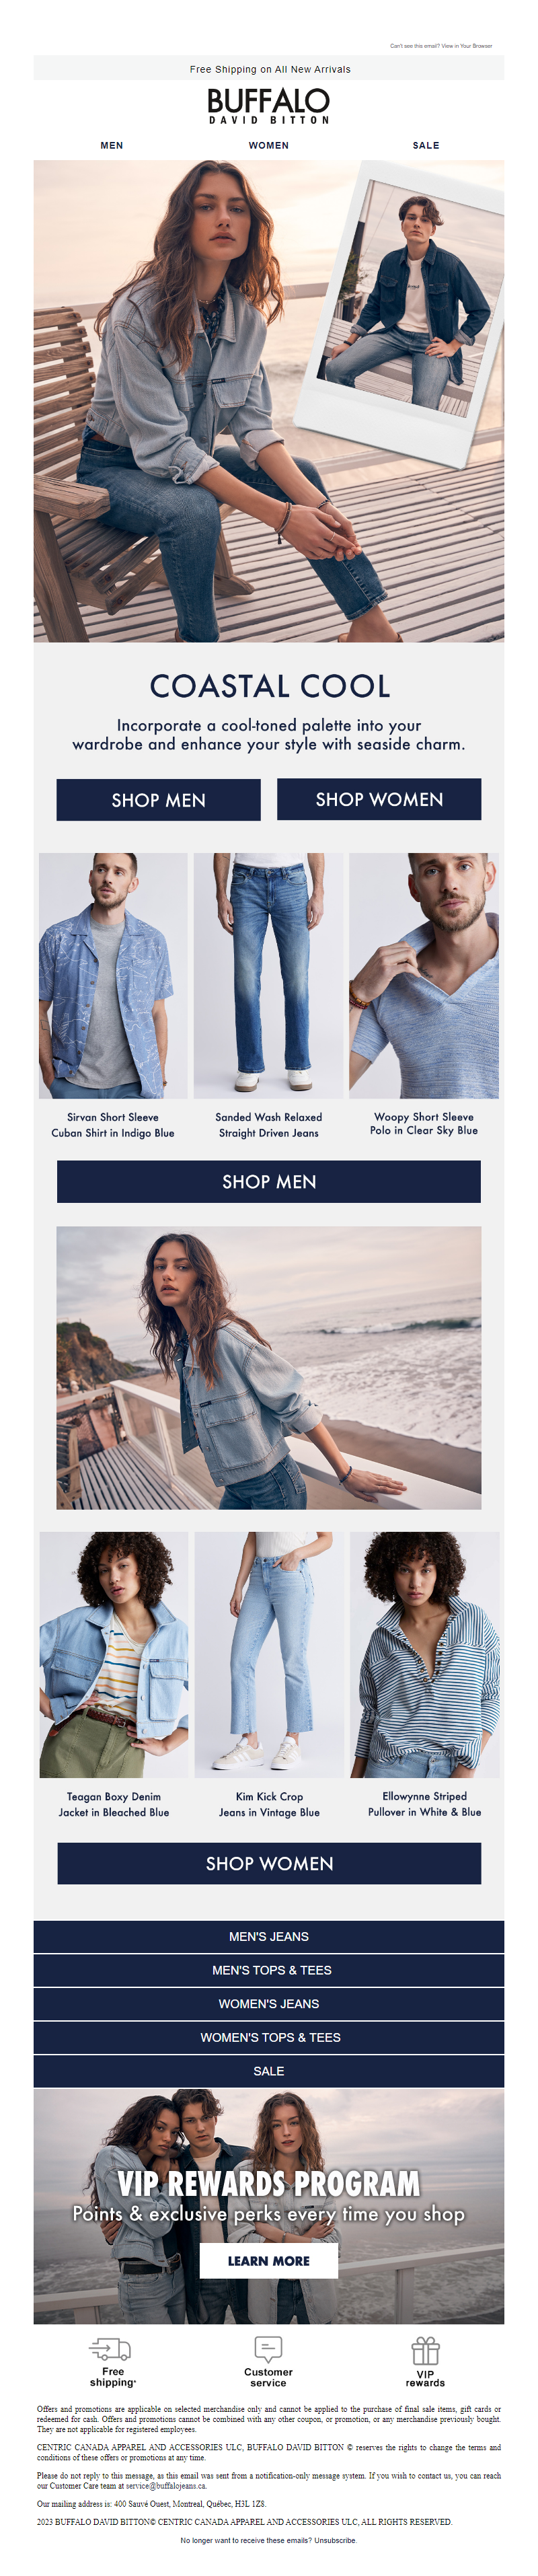 Can't see this email? View in Your Browser
Free Shipping on All New Arrivals
BUFFALO
DAVID BITTON
MEN WOMEN SALE
COASTAL COOL
Incorporate a cool-toned palette into your
wardrobe and enhance your style with seaside charm.
SHOP MEN SHOP WOMEN
Sirvan Short Sleeve
Cuban Shirt in Indigo Blue
Sanded Wash Relaxed
Straight Driven Jeans
Woopy Short Sleeve
Polo in Clear Sky Blue
SHOP MEN
Teagan Boxy Denim
Jacket in Bleached Blue
Kim Kick Crop
Jeans in Vintage Blue
Ellowynne Striped
Pullover in White & Blue
SHOP WOMEN
MEN'S JEANS
MEN'S TOPS & TEES
WOMEN'S JEANS
WOMEN'S TOPS & TEES
SALE
VIP REWARDS PROGRAM
Points & exclusive perks every time you shop
LEARN MORE
Free
shipping*
Customer
service
VIP
rewards
Offers and promotions are applicable on selected merchandise only and cannot be applied to the purchase of final sale items, gift cards or
redeemed for cash. Offers and promotions cannot be combined with any other coupon, or promotion, or any merchandise previously bought.
They are not applicable for registered employees.
CENTRIC CANADA APPAREL AND ACCESSORIES ULC, BUFFALO DAVID BITTON © reserves the rights to change the terms and
conditions of these offers or promotions at any time.
Please do not reply to this message, as this email was sent from a notification-only message system. If you wish to contact us, you can reach
our Customer Care team at service@buffalojeans.ca.
Our mailing address is: 400 Sauvé Ouest, Montreal, Québec, H3L 1Z8.
2023 BUFFALO DAVID BITTON© CENTRIC CANADA APPAREL AND ACCESSORIES ULC, ALL RIGHTS RESERVED.
No longer want to receive these emails? Unsubscribe.